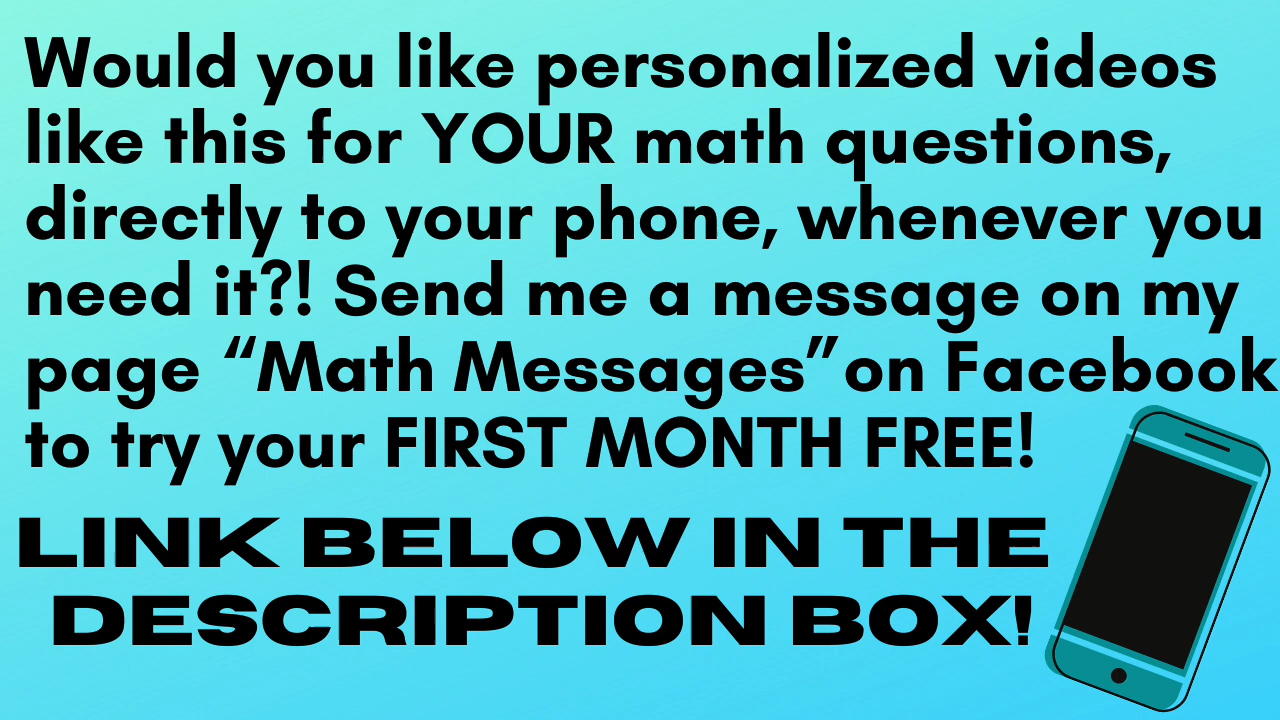 Would you like personalized videos
like this for YOUR math questions,
directly to your phone, whenever you
need it?! Send me a message on my
page “Math Messages”on Facebook
to try your FIRST MONTH FREE!
LINK BELOW IN THE
DESCRIPTION BOX!